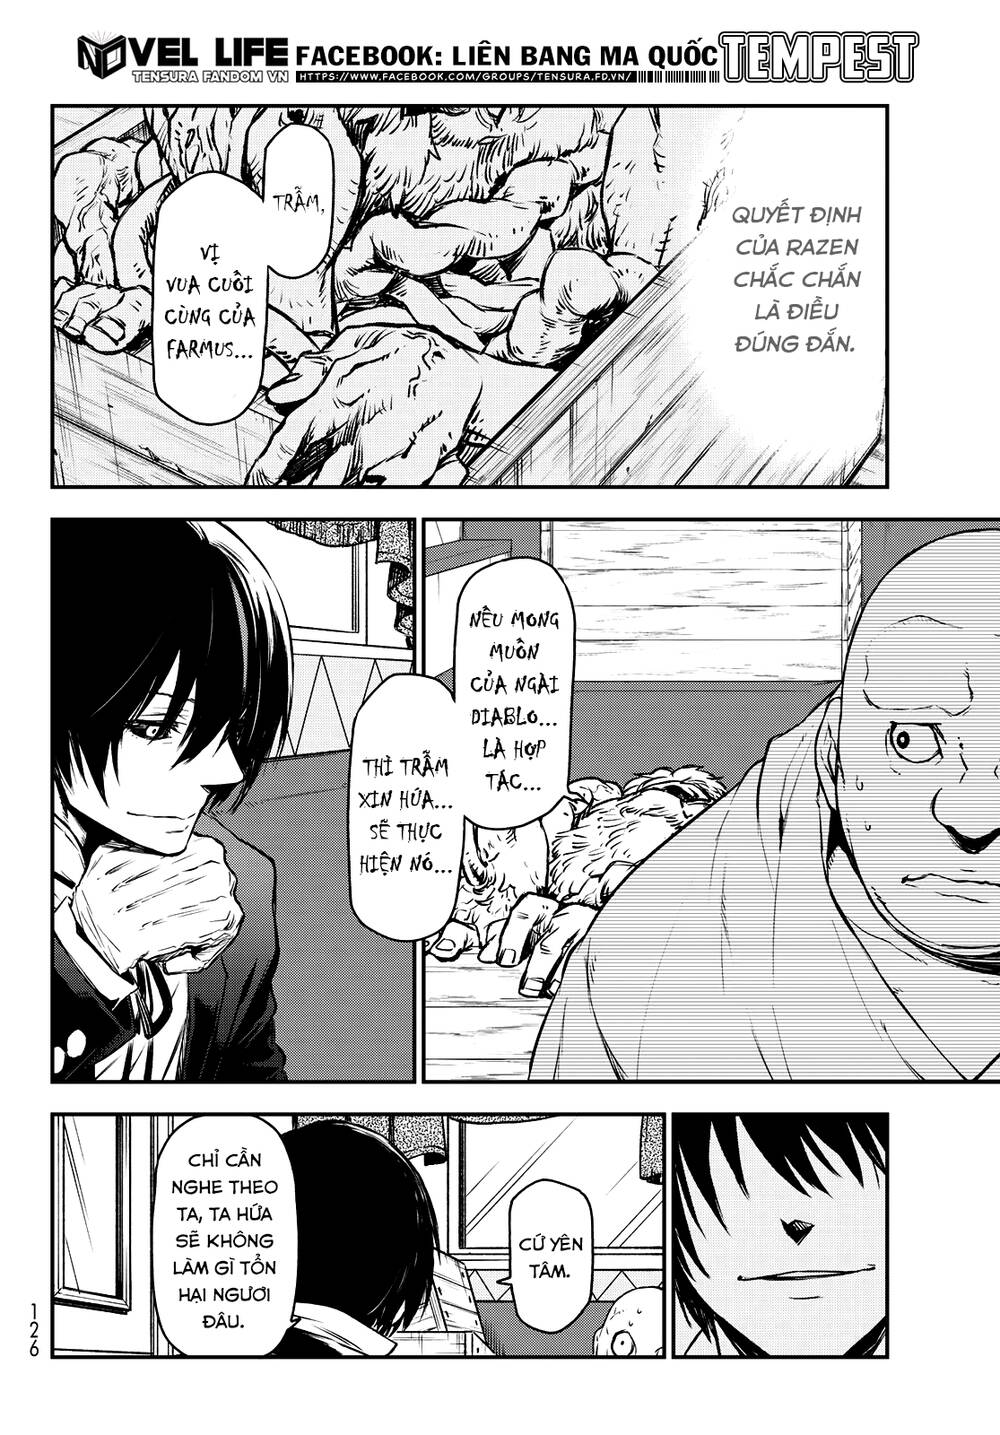 NOVEL LIFE
TENSURA FANDOM VN
FACEBOOK: LIÊN BANG MA QUỐC
HTTPS://WWW.FACEBOOK.COM/GROUPS/TENSURA.FD.VN/
TEMPEST
QUYẾT ĐỊNH
CỦA RAZEN
CHẮC CHẮN
LÀ ĐIỀU
ĐÚNG ĐẮN.
TRẪM,
VỊ
VUA CUỐI
CÙNG CỦA
FARMUS...
NẾU MONG
MUỐN
CỦA NGÀI
DIABLO...
LÀ HỢP
TÁC...
THÌ TRẪM
XIN HỨA...
SẼ THỰC
HIỆN NÓ...
CỨ YÊN
TÂM.
CHỈ CẦN
NGHE THEO
TA, TA HỨA
SẼ KHÔNG
LÀM GÌ TỔN
HẠI NGƯƠI
ĐÂU.
126